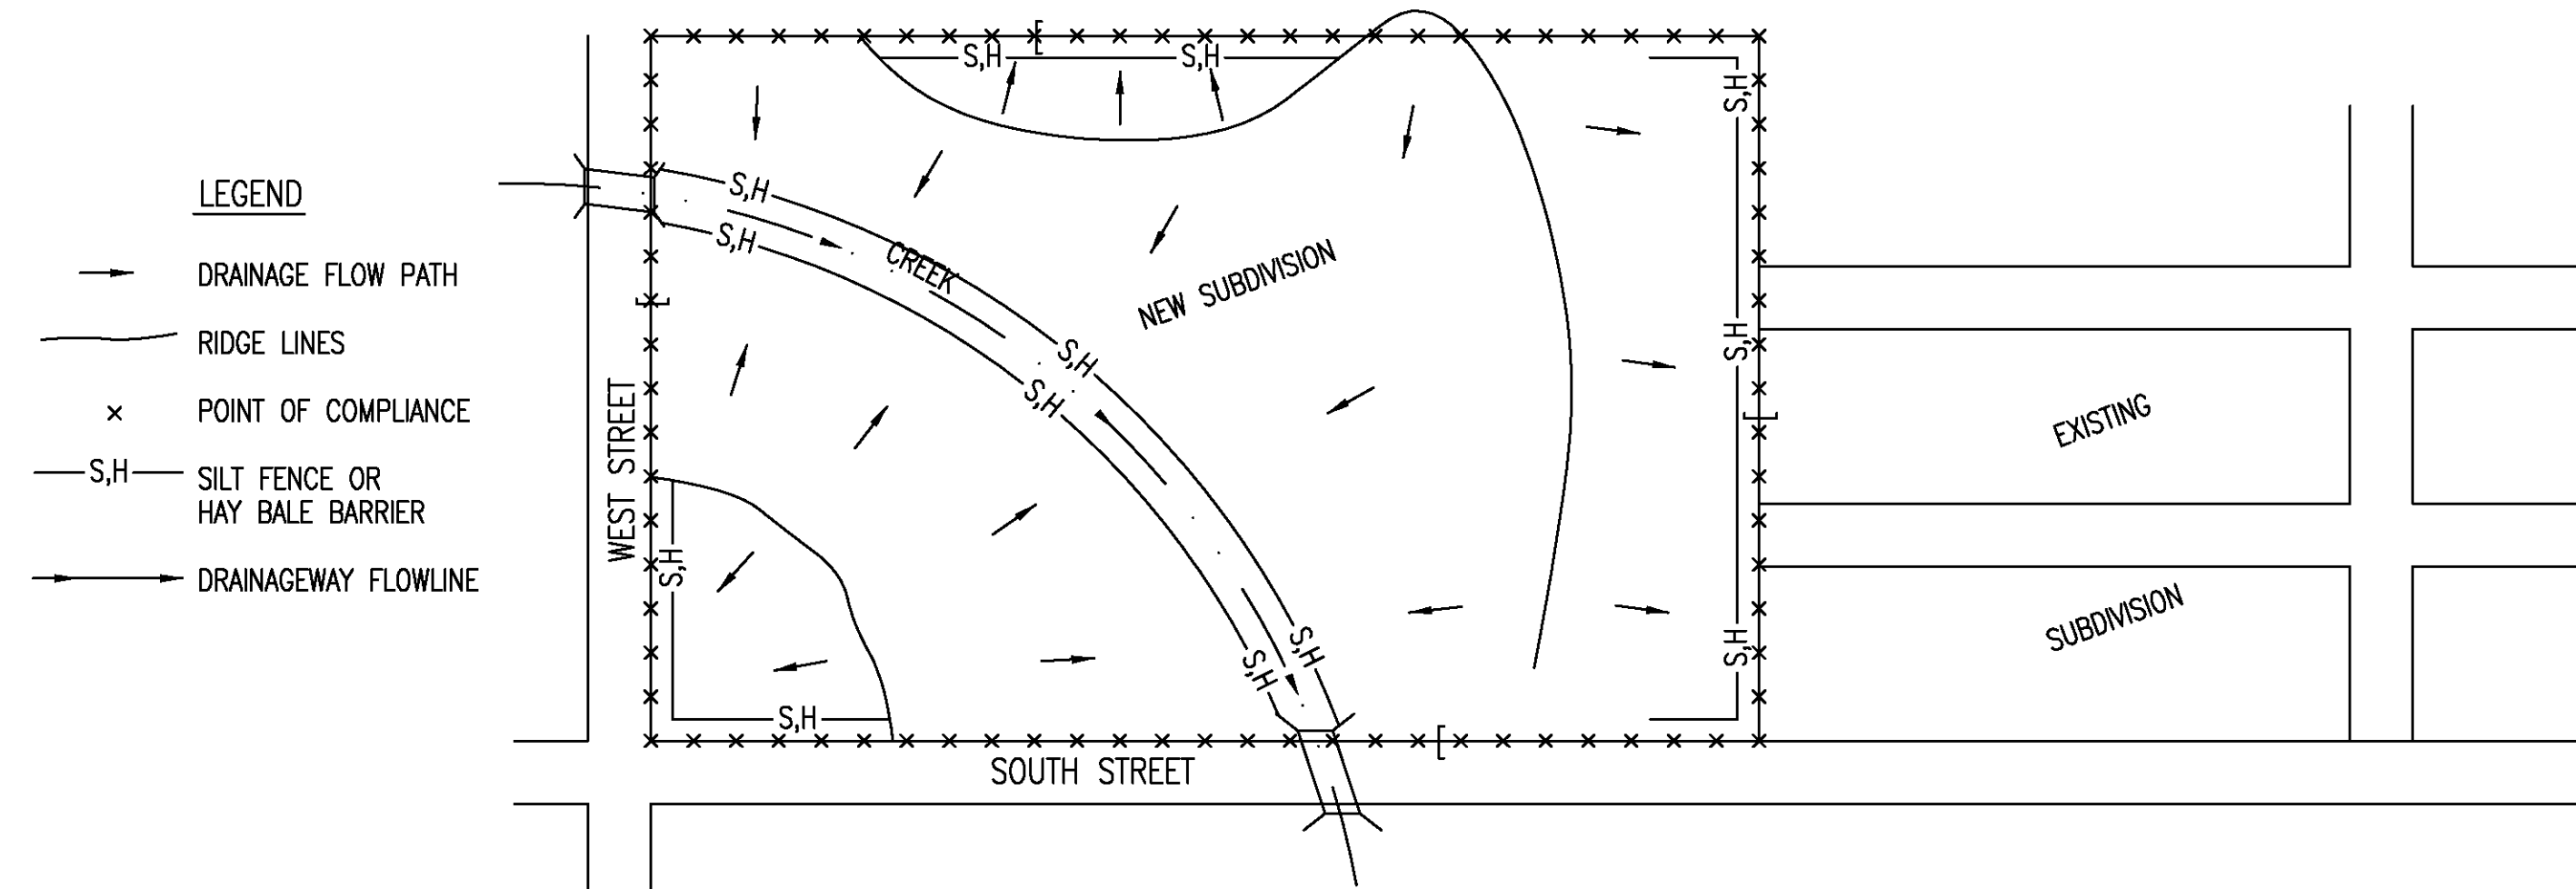 LEGEND
DRAINAGE FLOW PATH
RIDGE LINES
POINT OF COMPLIANCE
S,H
SILT FENCE OR
HAY BALE BARRIER
DRAINAGEWAY FLOWLINE
S,H
S,H
S,H
S,H
S,H
CREEK
NEW SUBDIVISION
S,H
S,H
S,H
WEST STREET
S,H
S,H
S,H
S,H
S,H
SOUTH STREET
EXISTING
SUBDIVISION